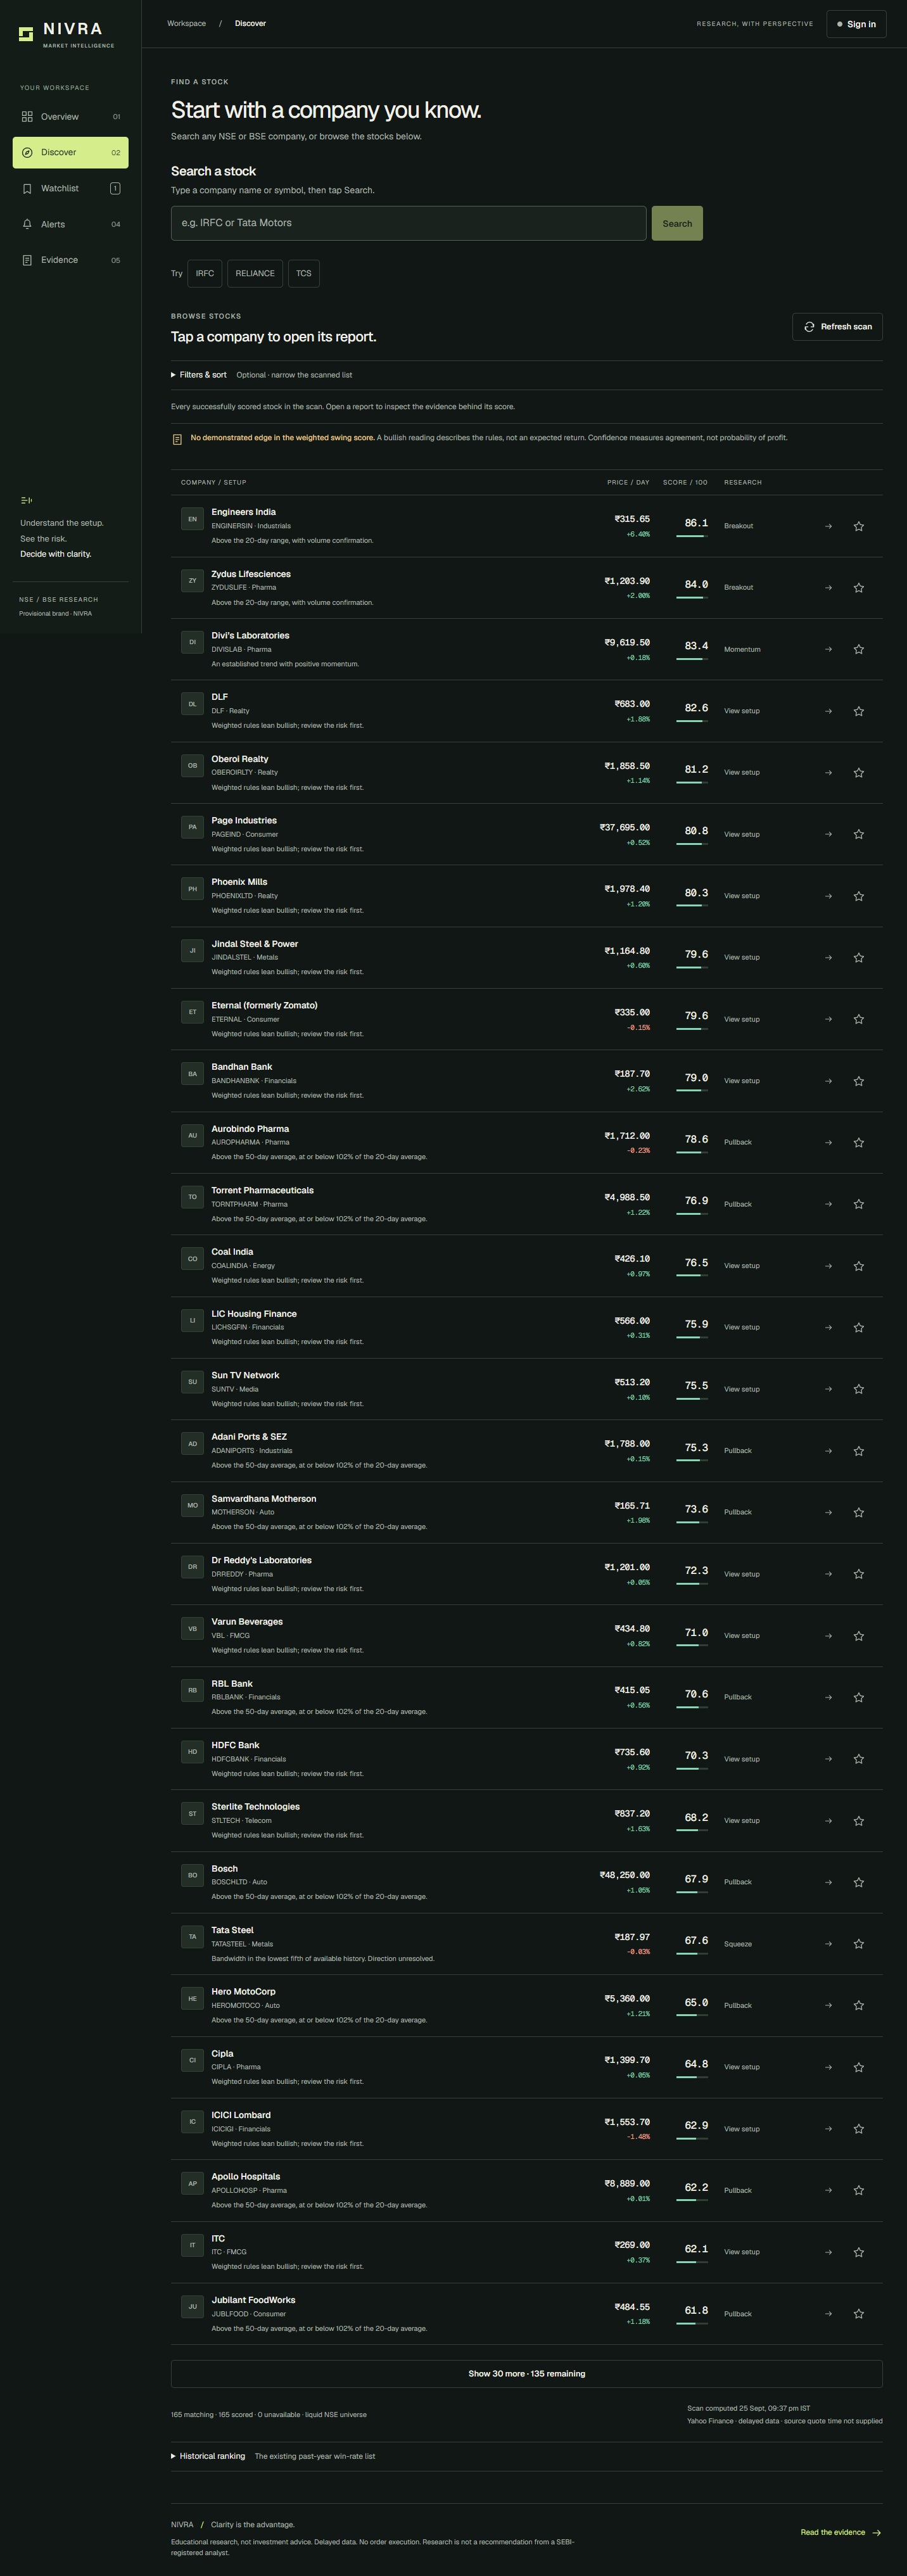 NIVRA
MARKET INTELLIGENCE
YOUR WORKSPACE
Overview 01
Discover 02
Watchlist 1
Alerts 04
Evidence 05
Understand the setup.
See the risk.
Decide with clarity.
NSE / BSE RESEARCH
Provisional brand · NIVRA
Workspace / Discover
RESEARCH, WITH PERSPECTIVE
Sign in
FIND A STOCK
Start with a company you know.
Search any NSE or BSE company, or browse the stocks below.
Search a stock
Type a company name or symbol, then tap Search.
e.g. IRFC or Tata Motors
Search
Try IRFC RELIANCE TCS
BROWSE STOCKS
Tap a company to open its report.
Refresh scan
Filters & sort Optional · narrow the scanned list
Every successfully scored stock in the scan. Open a report to inspect the evidence behind its score.
No demonstrated edge in the weighted swing score. A bullish reading describes the rules, not an expected return. Confidence measures agreement, not probability of profit.
COMPANY / SETUP PRICE / DAY SCORE / 100 RESEARCH
EN Engineers India ₹315.65 86.1 Breakout
ENGINERSIN · Industrials +6.40%
Above the 20-day range, with volume confirmation.
ZY Zydus Lifesciences ₹1,203.90 84.0 Breakout
ZYDUSLIFE · Pharma +2.00%
Above the 20-day range, with volume confirmation.
DI Divi's Laboratories ₹9,619.50 83.4 Momentum
DIVISLAB · Pharma +0.18%
An established trend with positive momentum.
DL DLF ₹683.00 82.6 View setup
DLF · Realty +1.88%
Weighted rules lean bullish; review the risk first.
OB Oberoi Realty ₹1,858.50 81.2 View setup
OBEROIRLTY · Realty +1.14%
Weighted rules lean bullish; review the risk first.
PA Page Industries ₹37,695.00 80.8 View setup
PAGEIND · Consumer +0.52%
Weighted rules lean bullish; review the risk first.
PH Phoenix Mills ₹1,978.40 80.3 View setup
PHOENIXLTD · Realty +1.20%
Weighted rules lean bullish; review the risk first.
JI Jindal Steel & Power ₹1,164.80 79.6 View setup
JINDALSTEL · Metals +0.60%
Weighted rules lean bullish; review the risk first.
ET Eternal (formerly Zomato) ₹335.00 79.6 View setup
ETERNAL · Consumer -0.15%
Weighted rules lean bullish; review the risk first.
BA Bandhan Bank ₹187.70 79.0 View setup
BANDHANBNK · Financials +2.62%
Weighted rules lean bullish; review the risk first.
AU Aurobindo Pharma ₹1,712.00 78.6 Pullback
AUROPHARMA · Pharma -0.23%
Above the 50-day average, at or below 102% of the 20-day average.
TO Torrent Pharmaceuticals ₹4,988.50 76.9 Pullback
TORNTPHARM · Pharma +1.22%
Above the 50-day average, at or below 102% of the 20-day average.
CO Coal India ₹426.10 76.5 View setup
COALINDIA · Energy +0.97%
Weighted rules lean bullish; review the risk first.
LI LIC Housing Finance ₹566.00 75.9 View setup
LICHSGFIN · Financials +0.31%
Weighted rules lean bullish; review the risk first.
SU Sun TV Network ₹513.20 75.5 View setup
SUNTV · Media +0.10%
Weighted rules lean bullish; review the risk first.
AD Adani Ports & SEZ ₹1,788.00 75.3 Pullback
ADANIPORTS · Industrials +0.15%
Above the 50-day average, at or below 102% of the 20-day average.
MO Samvardhana Motherson ₹165.71 73.6 Pullback
MOTHERSON · Auto +1.98%
Above the 50-day average, at or below 102% of the 20-day average.
DR Dr Reddy's Laboratories ₹1,201.00 72.3 View setup
DRREDDY · Pharma +0.05%
Weighted rules lean bullish; review the risk first.
VB Varun Beverages ₹434.80 71.0 View setup
VBL · FMCG +0.82%
Weighted rules lean bullish; review the risk first.
RB RBL Bank ₹415.05 70.6 Pullback
RBLBANK · Financials +0.56%
Above the 50-day average, at or below 102% of the 20-day average.
HD HDFC Bank ₹735.60 70.3 View setup
HDFCBANK · Financials +0.92%
Weighted rules lean bullish; review the risk first.
ST Sterlite Technologies ₹837.20 68.2 View setup
STLTECH · Telecom +1.63%
Weighted rules lean bullish; review the risk first.
BO Bosch ₹48,250.00 67.9 Pullback
BOSCHLTD · Auto +1.05%
Above the 50-day average, at or below 102% of the 20-day average.
TA Tata Steel ₹187.97 67.6 Squeeze
TATASTEEL · Metals -0.03%
Bandwidth in the lowest fifth of available history. Direction unresolved.
HE Hero MotoCorp ₹5,360.00 65.0 Pullback
HEROMOTOCO · Auto +1.21%
Above the 50-day average, at or below 102% of the 20-day average.
CI Cipla ₹1,399.70 64.8 View setup
CIPLA · Pharma +0.05%
Weighted rules lean bullish; review the risk first.
IC ICICI Lombard ₹1,553.70 62.9 View setup
ICICIGI · Financials -1.48%
Weighted rules lean bullish; review the risk first.
AP Apollo Hospitals ₹8,889.00 62.2 Pullback
APOLLOHOSP · Pharma +0.01%
Above the 50-day average, at or below 102% of the 20-day average.
IT ITC ₹269.00 62.1 View setup
ITC · FMCG +0.37%
Weighted rules lean bullish; review the risk first.
JU Jubilant FoodWorks ₹484.55 61.8 Pullback
JUBLFOOD · Consumer +1.18%
Above the 50-day average, at or below 102% of the 20-day average.
Show 30 more · 135 remaining
165 matching · 165 scored · 0 unavailable · liquid NSE universe
Scan computed 25 Sept, 09:37 pm IST
Yahoo Finance · delayed data · source quote time not supplied
Historical ranking The existing past-year win-rate list
NIVRA / Clarity is the advantage.
Educational research, not investment advice. Delayed data. No order execution. Research is not a recommendation from a SEBI-
registered analyst.
Read the evidence